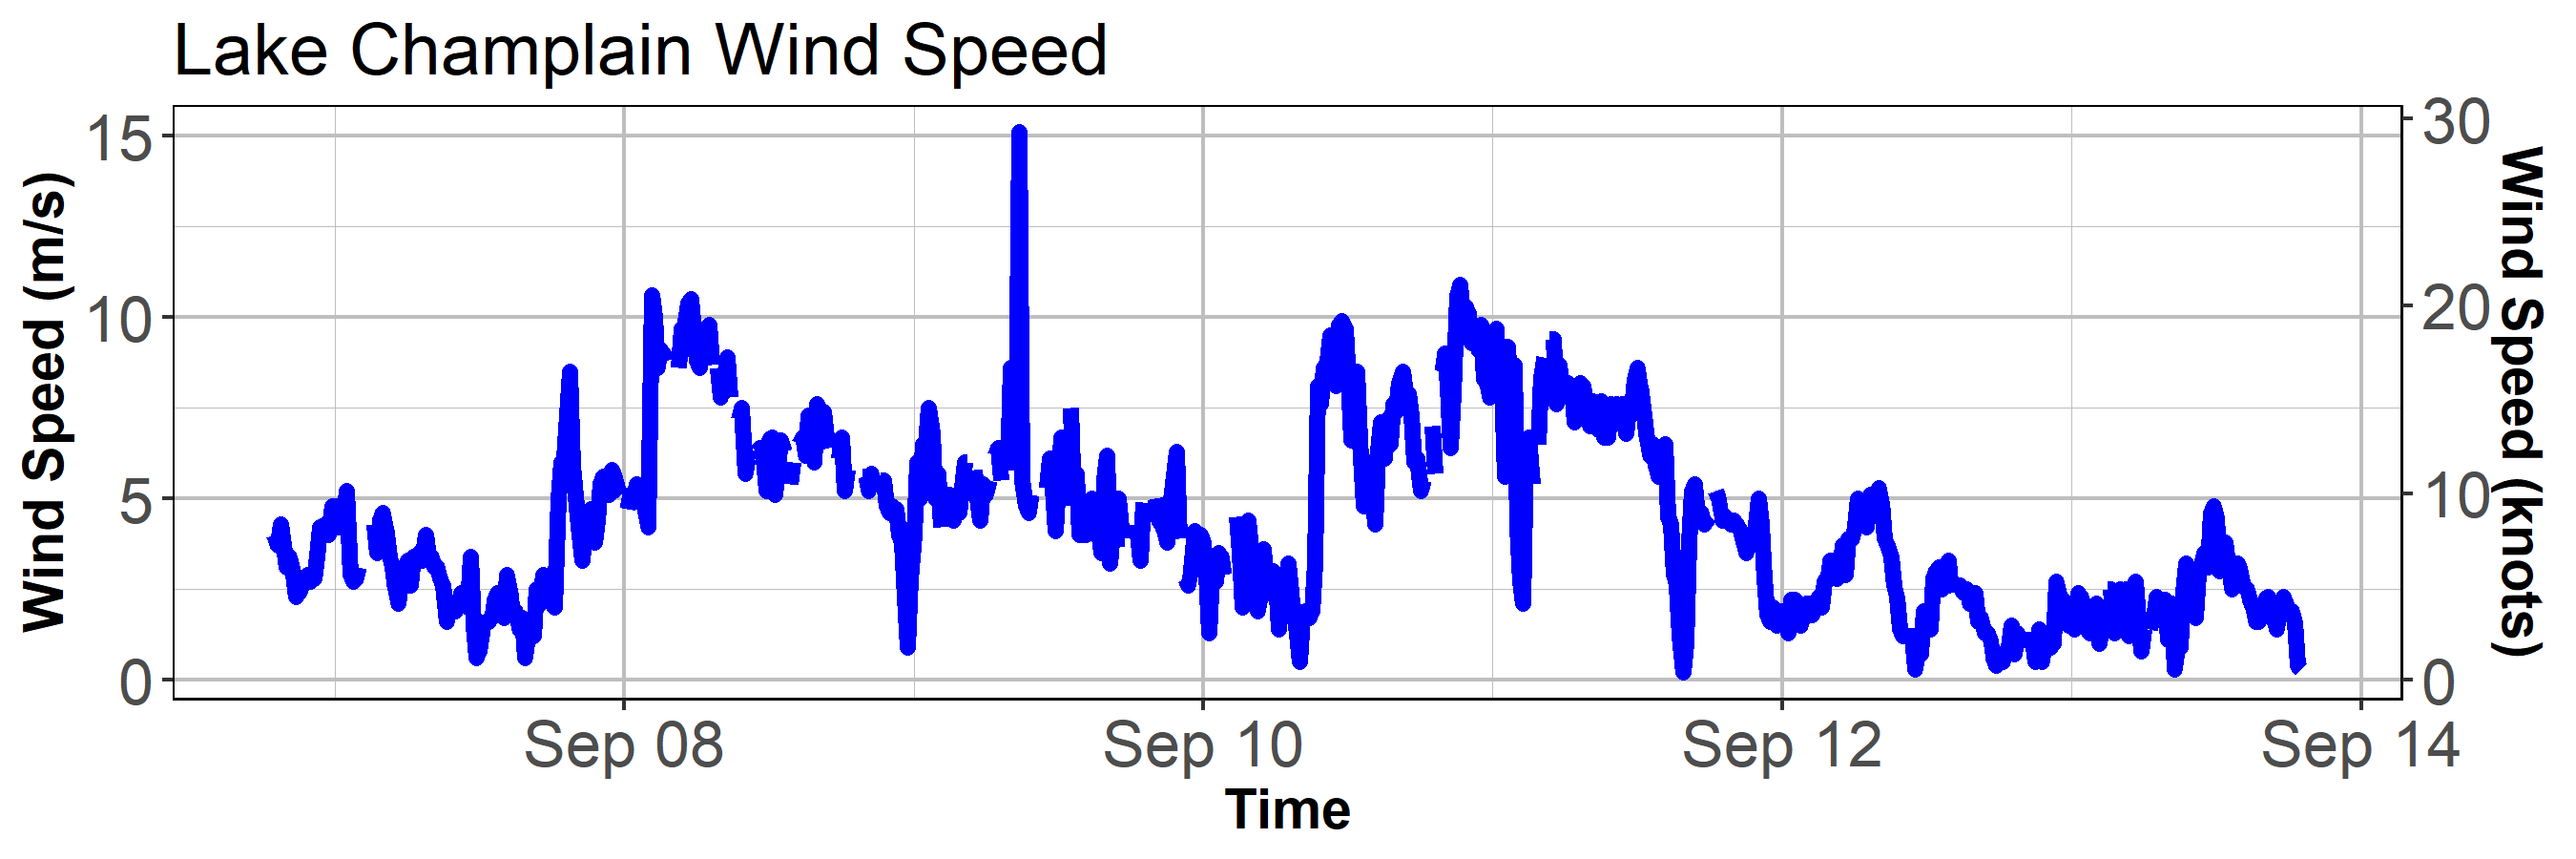 Lake Champlain Wind Speed
Wind Speed (m/s)
15
10
5
0
30
20
10
0
Wind Speed (knots)
Sep 08
Sep 10
Sep 12
Sep 14
Time